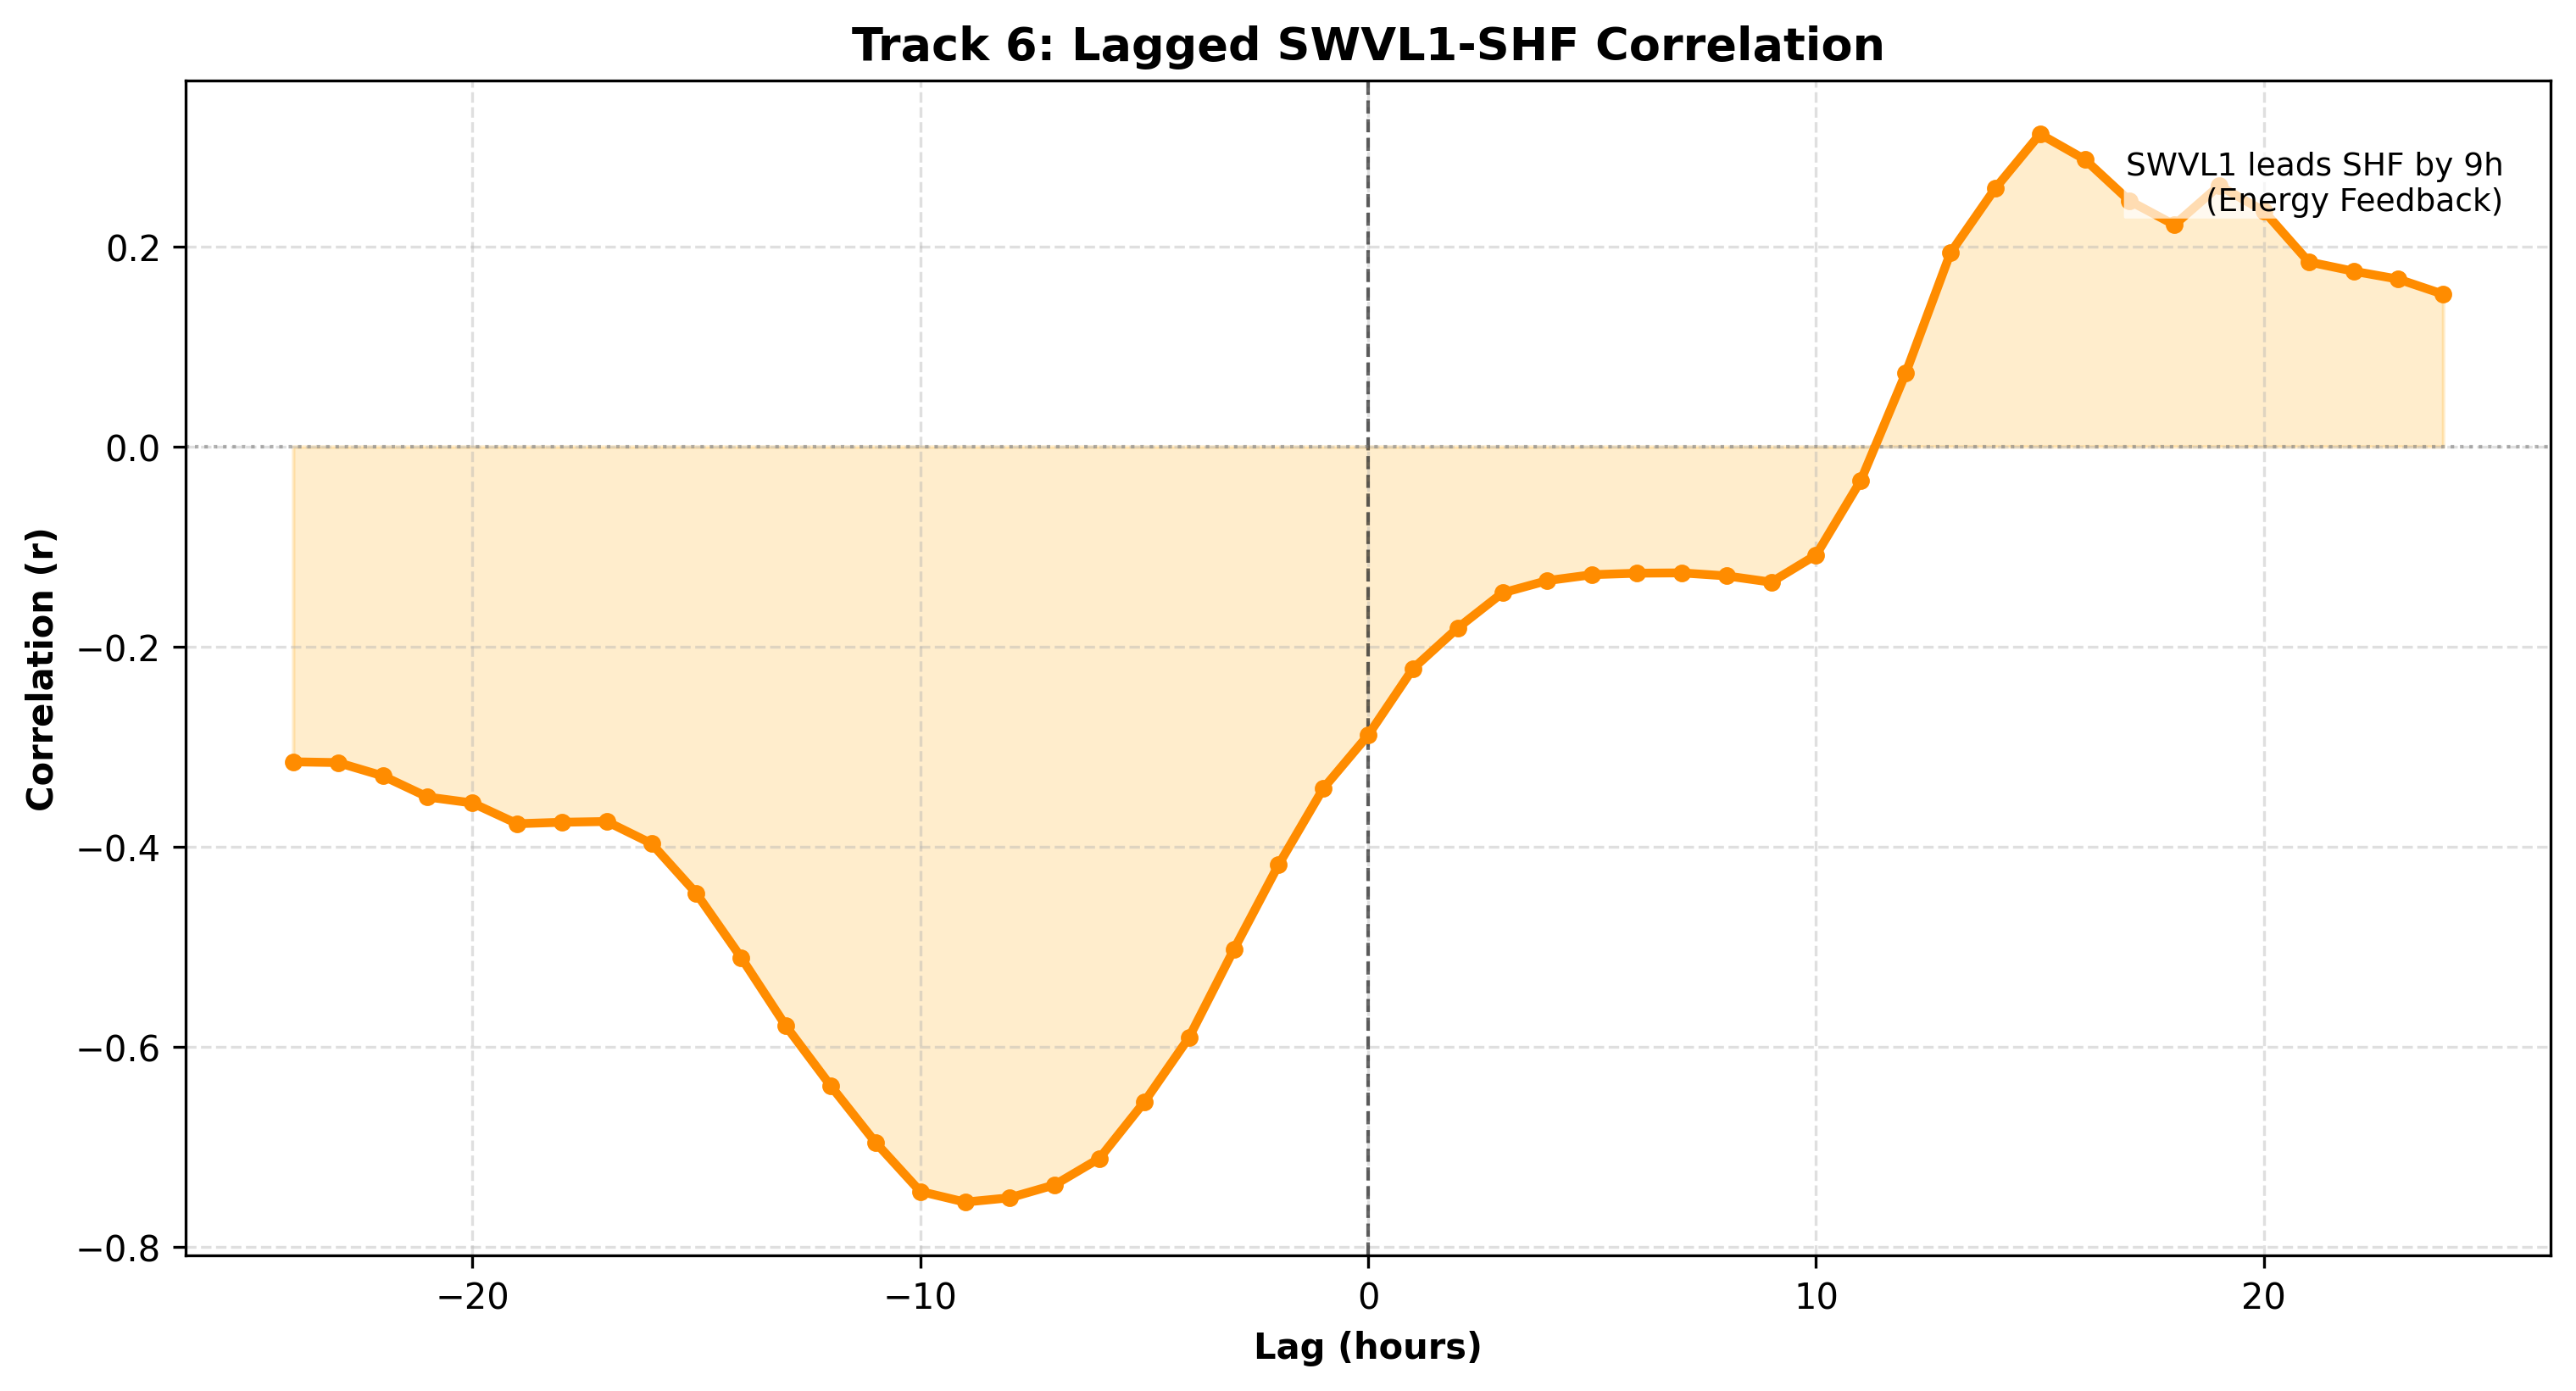 Track 6: Lagged SWVL1-SHF Correlation
SWVL1 leads SHF by 9h
(Energy Feedback)
Correlation (r)
0.2
0.0
−0.2
−0.4
−0.6
−0.8
−20
−10
0
10
20
Lag (hours)